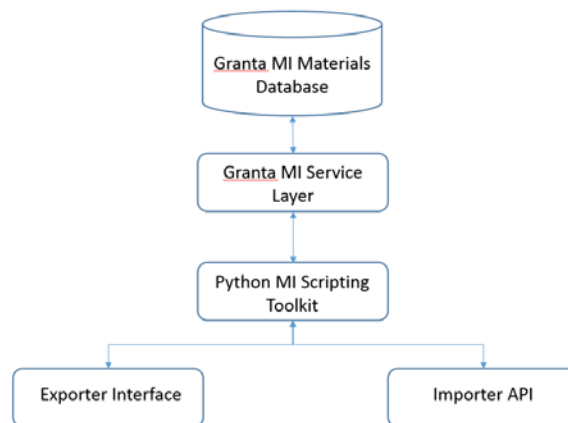 Granta MI Materials
Database
Granta MI Service
Layer
Python MI Scripting
Toolkit
Exporter Interface
Importer API